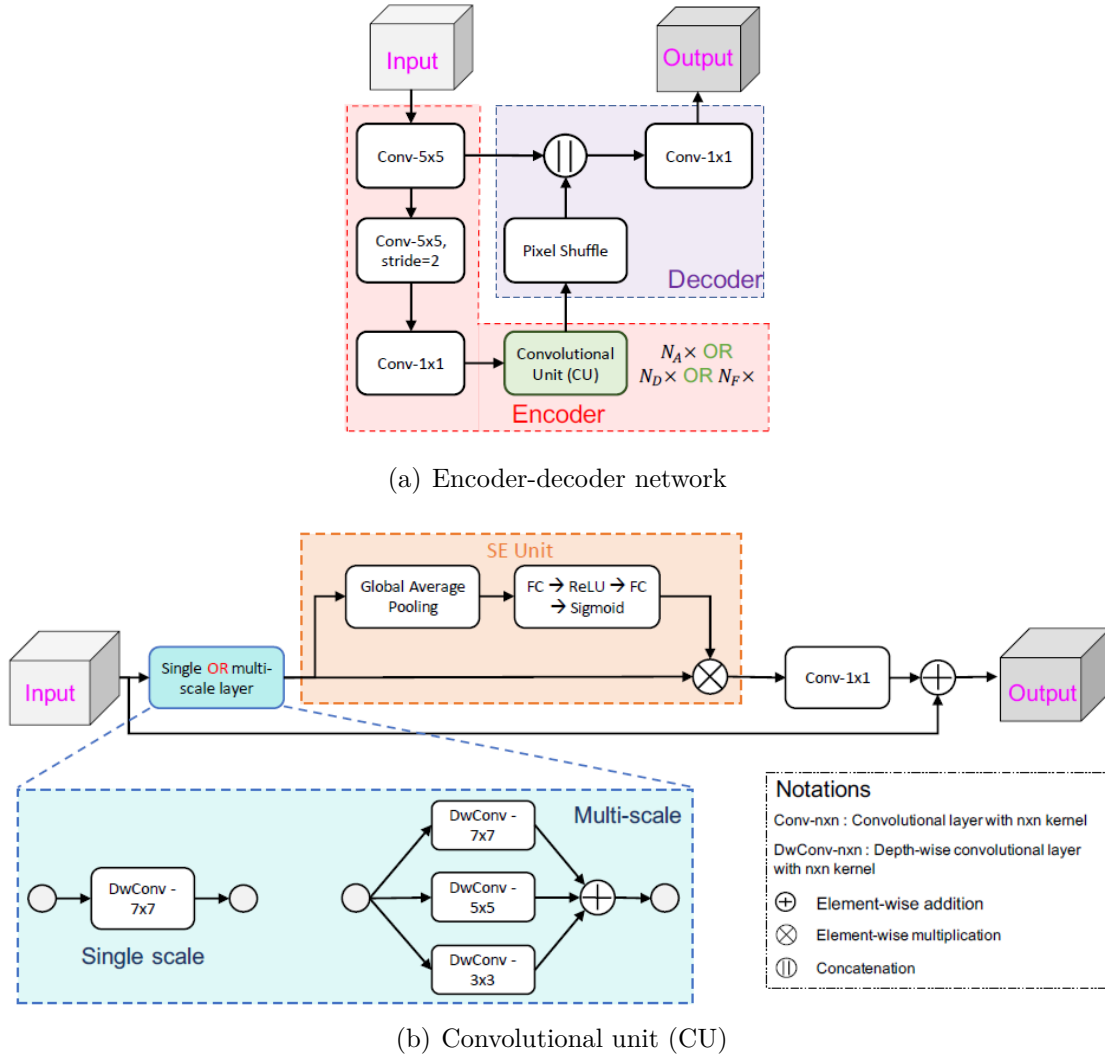 Input
Output
Conv-5x5
||
Conv-1x1
Conv-5x5,
stride=2
Pixel Shuffle
Decoder
Conv-1x1
Convolutional
Unit (CU)
N_A× OR
N_D× OR N_F×
Encoder
(a) Encoder-decoder network
SE Unit
Global Average
Pooling
FC → ReLU → FC
→ Sigmoid
Input
Single OR multi-
scale layer
Conv-1x1
Output
Multi-scale
DwConv -
7x7
DwConv -
7x7
DwConv -
5x5
DwConv -
3x3
Single scale
Notations
Conv-nxn : Convolutional layer with nxn kernel
DwConv-nxn : Depth-wise convolutional layer
with nxn kernel
Element-wise addition
Element-wise multiplication
|| Concatenation
(b) Convolutional unit (CU)